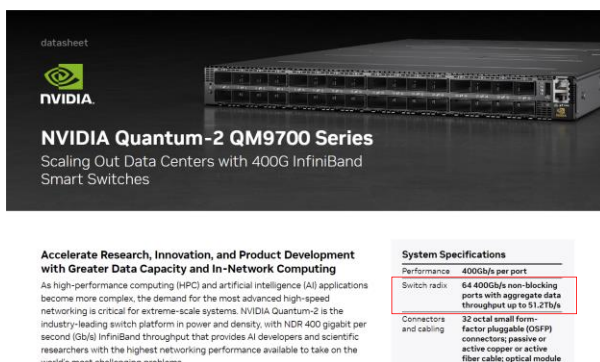 datasheet
NVIDIA.
NVIDIA Quantum-2 QM9700 Series
Scaling Out Data Centers with 400G InfiniBand
Smart Switches
Accelerate Research, Innovation, and Product Development
with Greater Data Capacity and In-Network Computing
As high-performance computing (HPC) and artificial intelligence (AI) applications
become more complex, the demand for the most advanced high-speed
networking is critical for extreme-scale systems. NVIDIA Quantum-2 is the
industry-leading switch platform in power and density, with NDR 400 gigabit per
second (Gb/s) InfiniBand throughput that provides AI developers and scientific
researchers with the highest networking performance available to take on the
world's most challenging problems.
System Specifications
Performance 400Gb/s per port
Switch radix 64 400Gb/s non-blocking
ports with aggregate data
throughput up to 51.2Tb/s
Connectors 32 octal small form-
and cabling factor pluggable (OSFP)
connectors; passive or
active copper or active
fiber cable; optical module